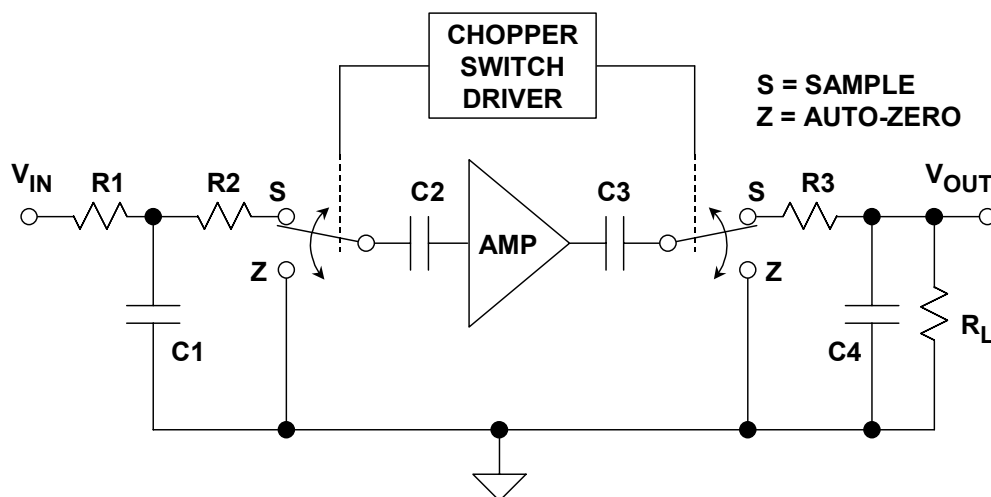 CHOPPER
SWITCH
DRIVER
S = SAMPLE
Z = AUTO-ZERO
VIN
R1
R2
S
C2
AMP
C3
S
R3
VOUT
Z
Z
C1
C4
RL